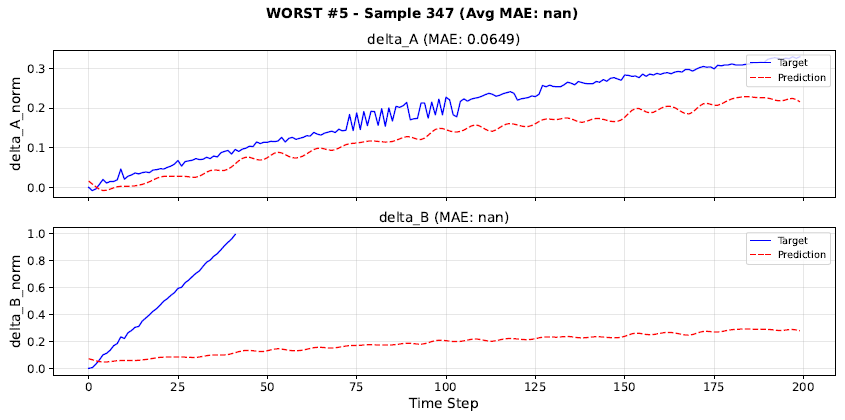 WORST #5 - Sample 347 (Avg MAE: nan)
delta_A (MAE: 0.0649)
delta_A_norm
0.3
0.2
0.1
0.0
Target
Prediction
delta_B (MAE: nan)
delta_B_norm
1.0
0.8
0.6
0.4
0.2
0.0
Target
Prediction
0 25 50 75 100 125 150 175 200
Time Step